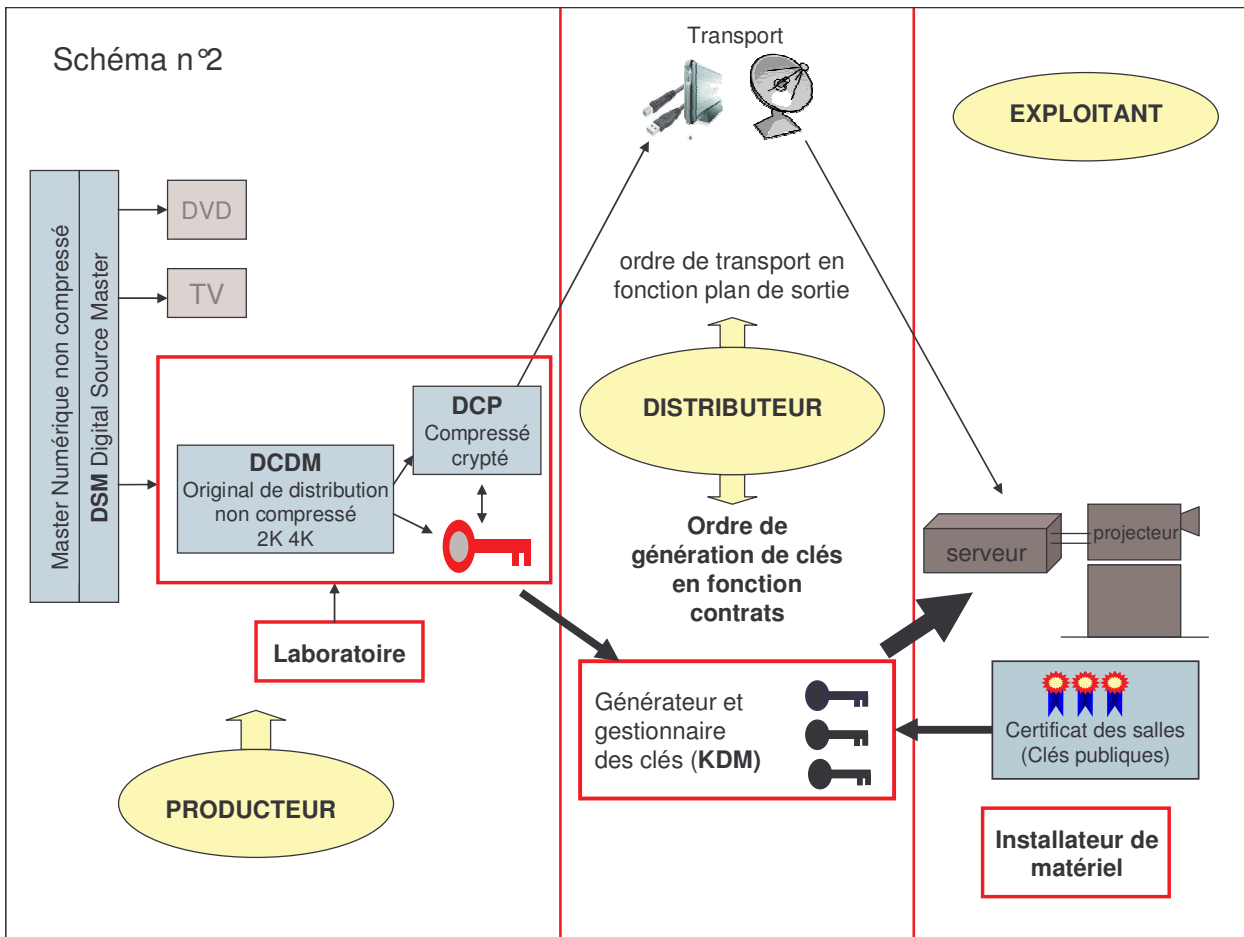 Schéma n°2
Master Numérique non compressé
DSM Digital Source Master
DVD
TV
DCDM
Original de distribution
non compressé
2K 4K
DCP
Compressé
crypté
Laboratoire
PRODUCTEUR
Transport
ordre de transport en
fonction plan de sortie
DISTRIBUTEUR
Ordre de
génération de clés
en fonction
contrats
Générateur et
gestionnaire
des clés (KDM)
EXPLOITANT
serveur
projecteur
Certificat des salles
(Clés publiques)
Installateur de
matériel